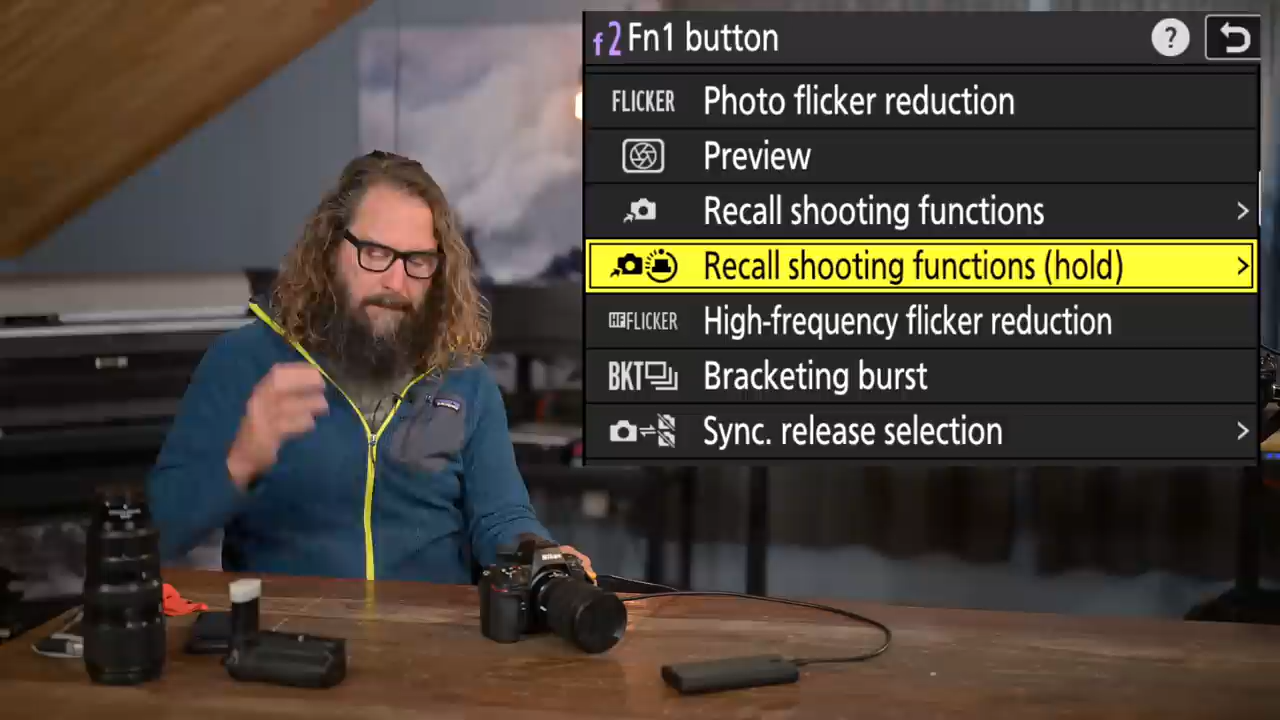 f2 Fn1 button ?
FLICKER Photo flicker reduction
Preview
Recall shooting functions >
Recall shooting functions (hold) >
HFFLICKER High-frequency flicker reduction
BKT Bracketing burst
Sync. release selection >
Nikon